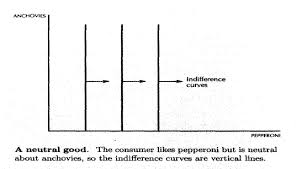 ANCHOVIES
Indifference
curves
PEPPERONI
A neutral good. The consumer likes pepperoni but is neutral
about anchovies, so the indifference curves are vertical lines.